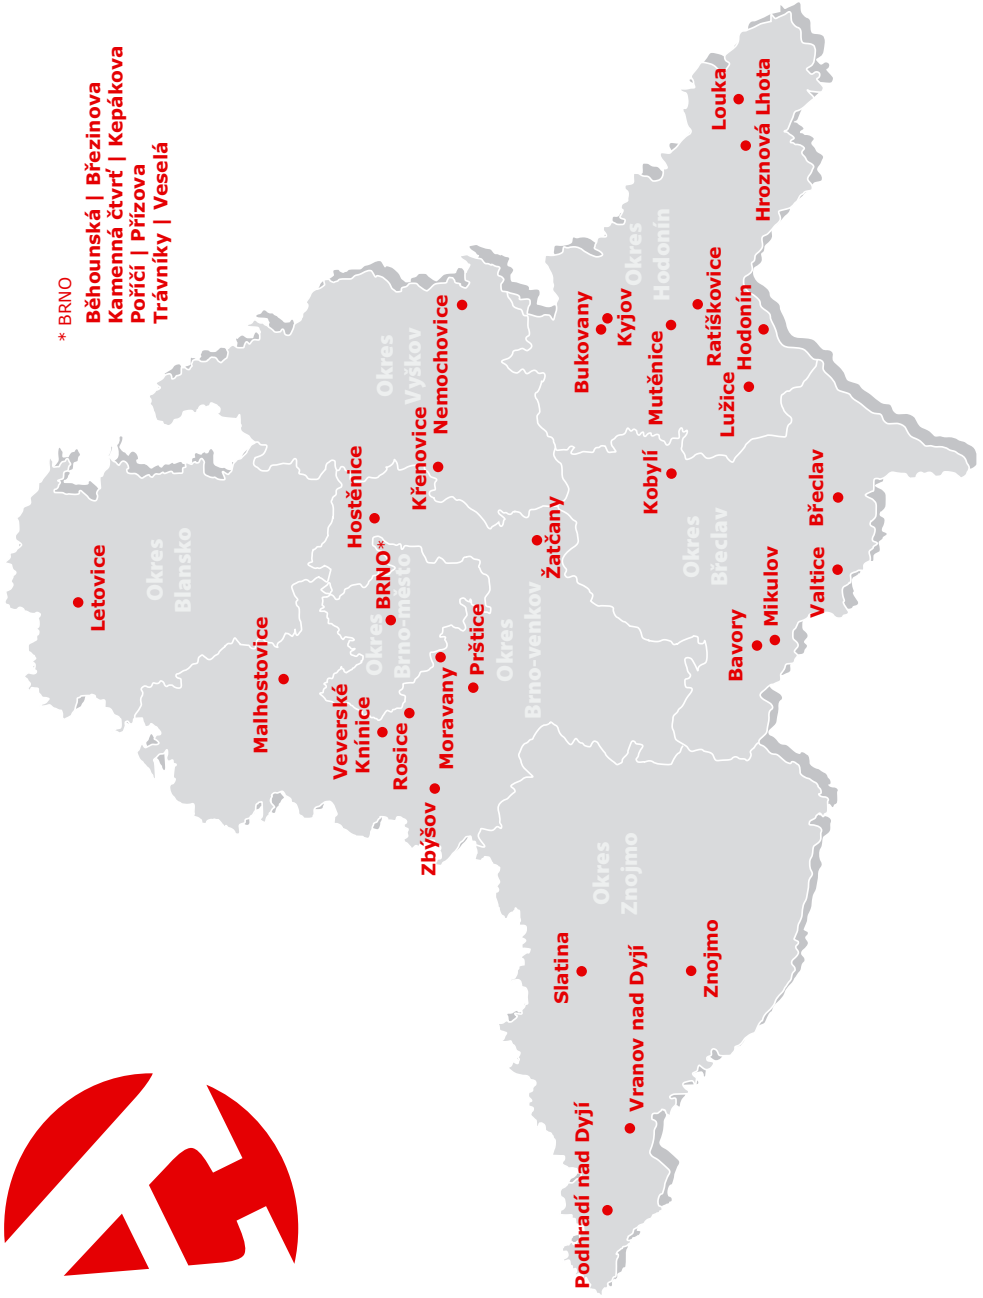 * BRNO
Běhounská | Březinova
Kamenná čtvrť | Kepákova
Poříčí | Přízova
Trávníky | Veselá
Letovice
Okres
Blansko
Malhostovice
Veverské
Knínice
Hostěnice
Okres
Brno-město
BRNO*
Rosice
Okres
Vyškov
Křenovice
Nemochovice
Zbýšov
Moravany
Prštice
Okres
Brno-venkov
Žatčany
Slatina
Podhradí nad Dyjí
Bukovany
Kyjov
Okres
Znojmo
Vranov nad Dyjí
Okres
Hodonín
Kobylí
Mutěnice
Okres
Břeclav
Znojmo
Ratíškovice
Louka
Lužice
Hodonín
Bavory
Mikulov
Hroznová Lhota
Valtice
Břeclav